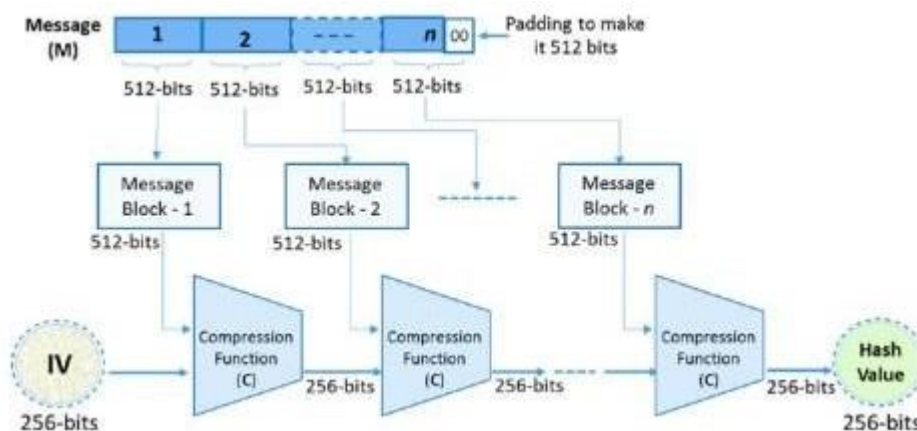 Message
(M)
1
2
n
00
Padding to make
it 512 bits
512-bits
512-bits
512-bits
512-bits
Message
Block - 1
Message
Block - 2
Message
Block - n
512-bits
512-bits
512-bits
Compression
Function
(C)
Compression
Function
(C)
Compression
Function
(C)
IV
256-bits
256-bits
256-bits
256-bits
Hash
Value
256-bits